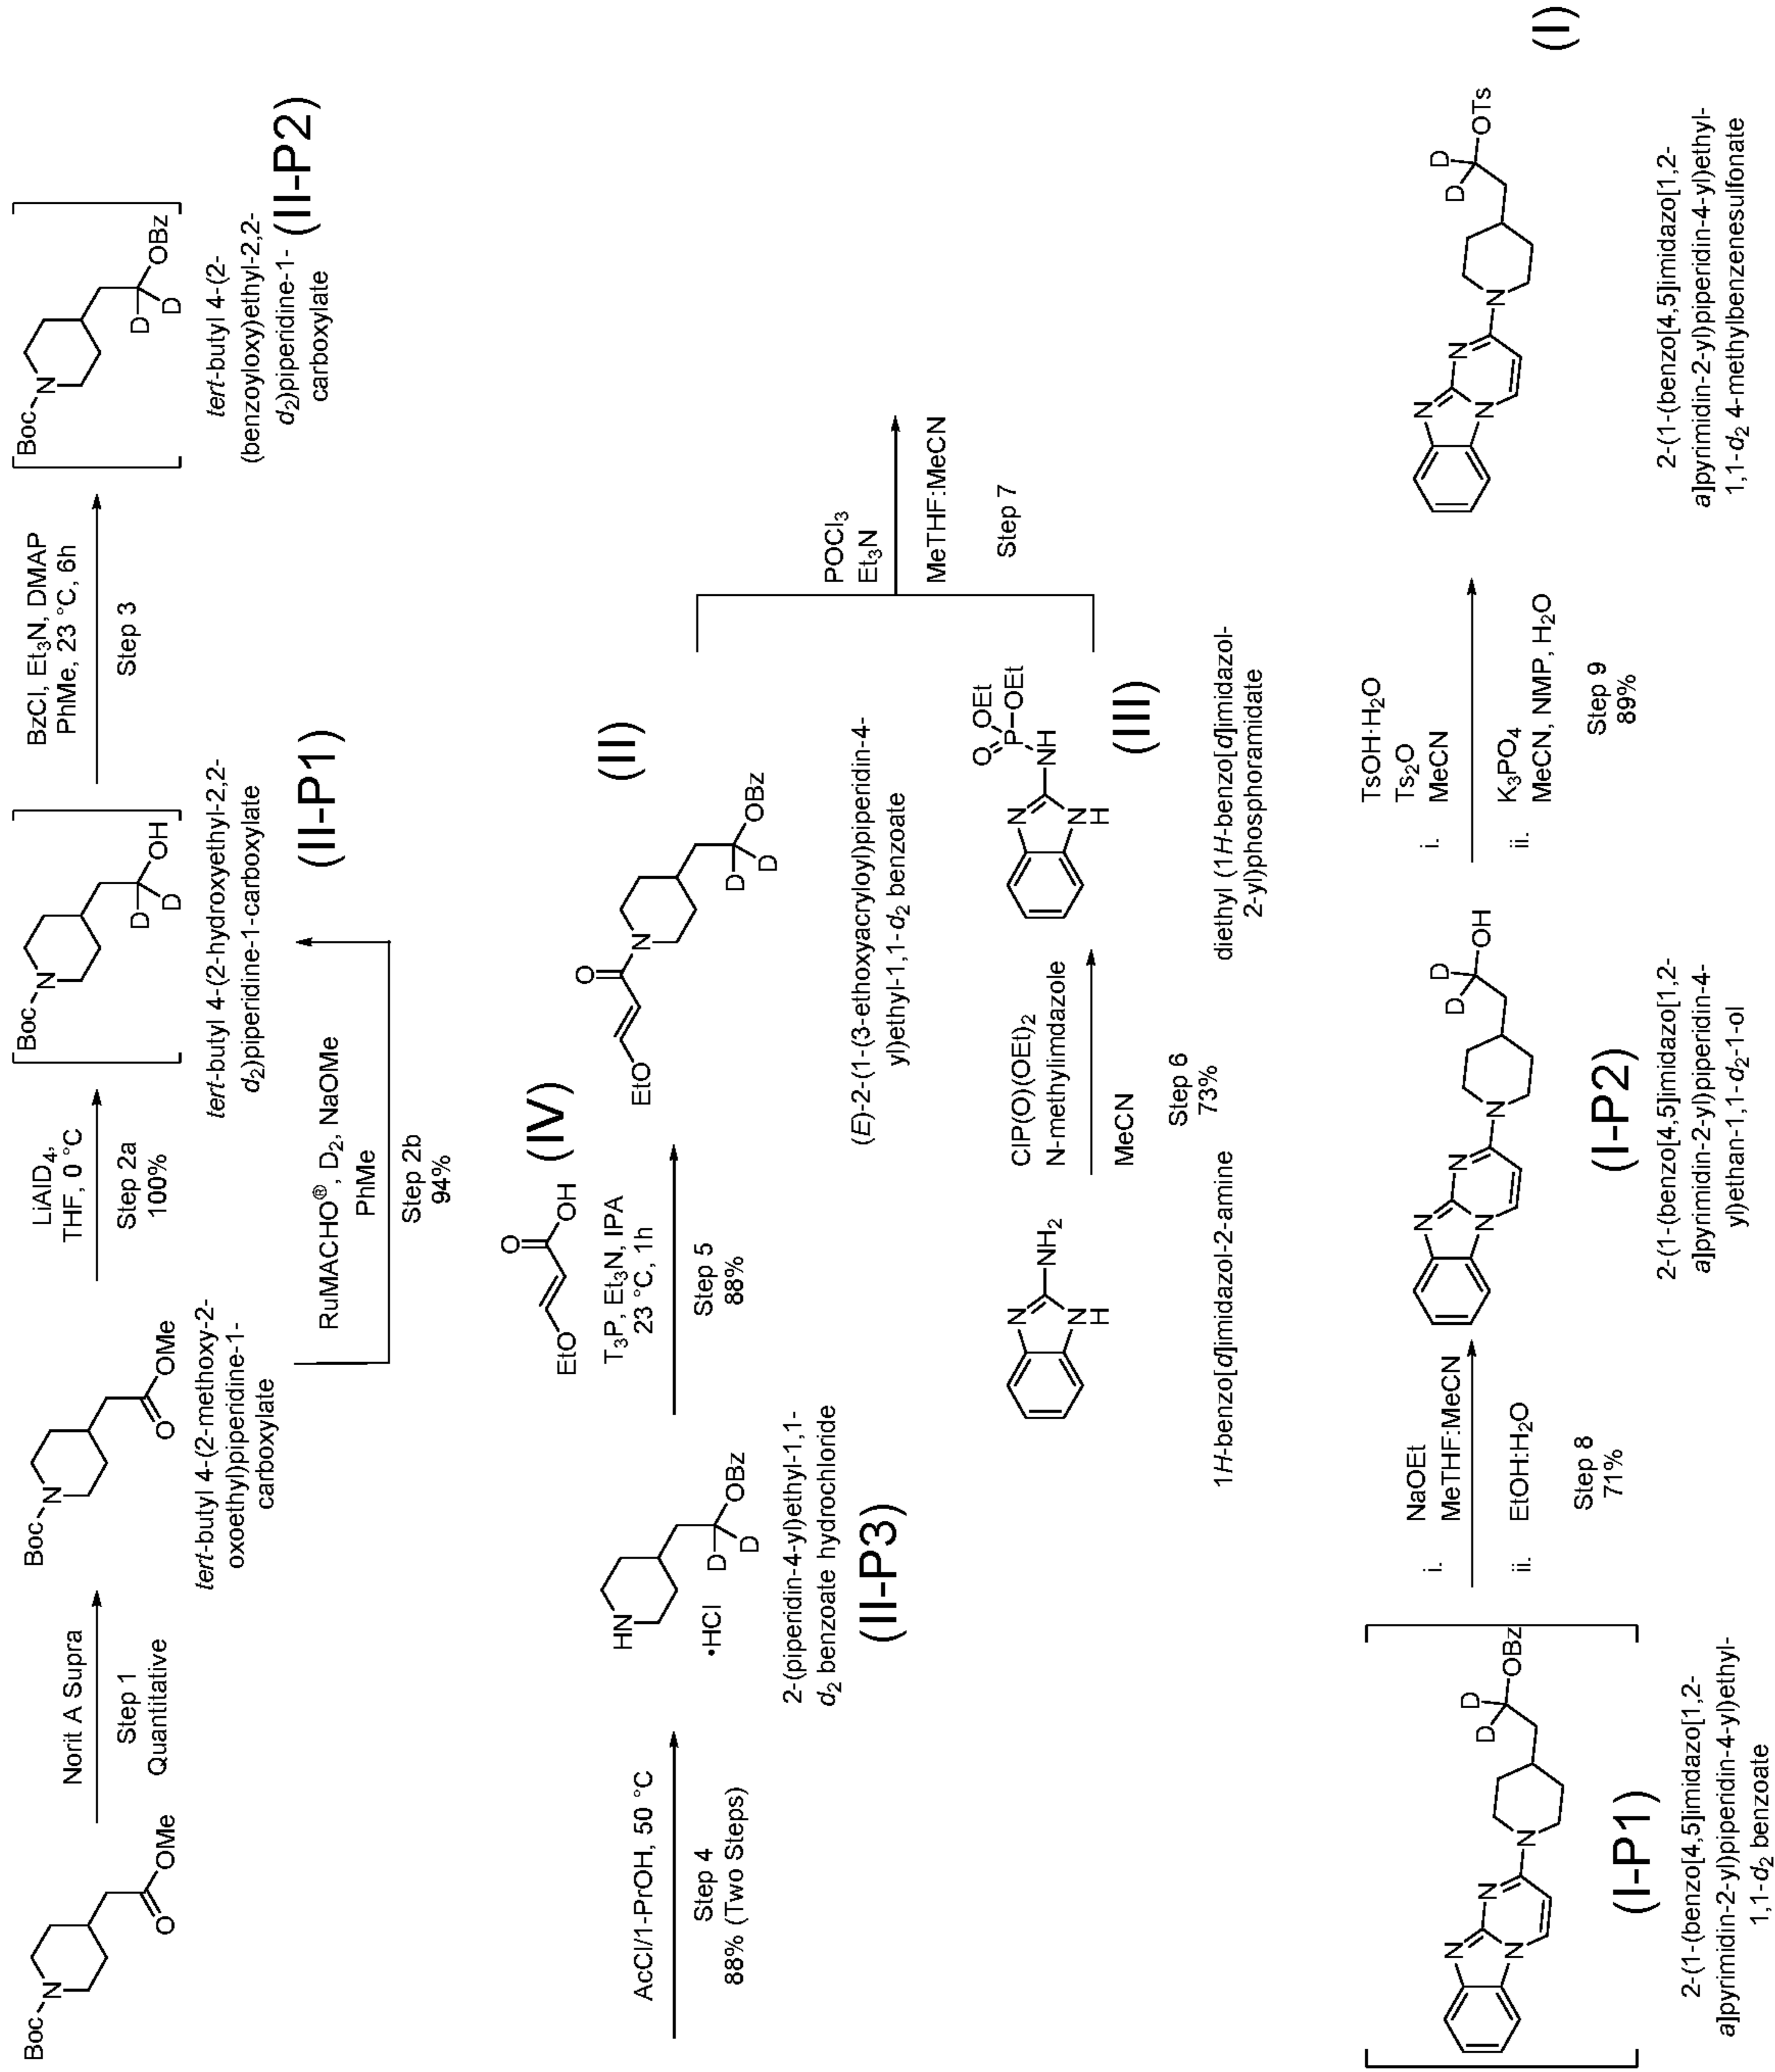 Boc
N
O
OMe
Norit A Supra
Step 1
Quantitative
Boc
N
O
OMe
tert-butyl 4-(2-methoxy-2-
oxoethyl)piperidine-1-
carboxylate
LiAlD4,
THF, 0 °C
Step 2a
100%
RuMACHO®, D2, NaOMe
PhMe
Step 2b
94%
Boc
N
D
D
OH
tert-butyl 4-(2-hydroxyethyl-2,2-
d2)piperidine-1-carboxylate
(II-P1)
BzCl, Et3N, DMAP
PhMe, 23 °C, 6h
Step 3
Boc
N
D
D
OBz
tert-butyl 4-(2-
(benzoyloxy)ethyl-2,2-
d2)piperidine-1-
carboxylate
(II-P2)
AcCl/1-PrOH, 50 °C
Step 4
88% (Two Steps)
HN
•HCl
D
D
OBz
2-(piperidin-4-yl)ethyl-1,1-
d2 benzoate hydrochloride
(II-P3)
O
EtO
OH
(IV)
T3P, Et3N, IPA
23 °C, 1h
Step 5
88%
O
EtO
N
D
D
OBz
(II)
(E)-2-(1-(3-ethoxyacryloyl)piperidin-4-
yl)ethyl-1,1-d2 benzoate
N
N
H
NH2
1H-benzo[d]imidazol-2-amine
ClP(O)(OEt)2
N-methylimdazole
MeCN
Step 6
73%
N
N
H
NH
O
P
OEt
OEt
(III)
diethyl (1H-benzo[d]imidazol-
2-yl)phosphoramidate
POCl3
Et3N
MeTHF:MeCN
Step 7
N
N
N
N
D
D
OBz
(I-P1)
2-(1-(benzo[4,5]imidazo[1,2-
a]pyrimidin-2-yl)piperidin-4-yl)ethyl-
1,1-d2 benzoate
i.
NaOEt
MeTHF:MeCN
ii.
EtOH:H2O
Step 8
71%
N
N
N
N
D
D
OH
(I-P2)
2-(1-(benzo[4,5]imidazo[1,2-
a]pyrimidin-2-yl)piperidin-4-
yl)ethan-1,1-d2-1-ol
TsOH·H2O
Ts2O
i.
MeCN
K3PO4
ii.
MeCN, NMP, H2O
Step 9
89%
N
N
N
N
D
D
OTs
(I)
2-(1-(benzo[4,5]imidazo[1,2-
a]pyrimidin-2-yl)piperidin-4-yl)ethyl-
1,1-d2 4-methylbenzenesulfonate